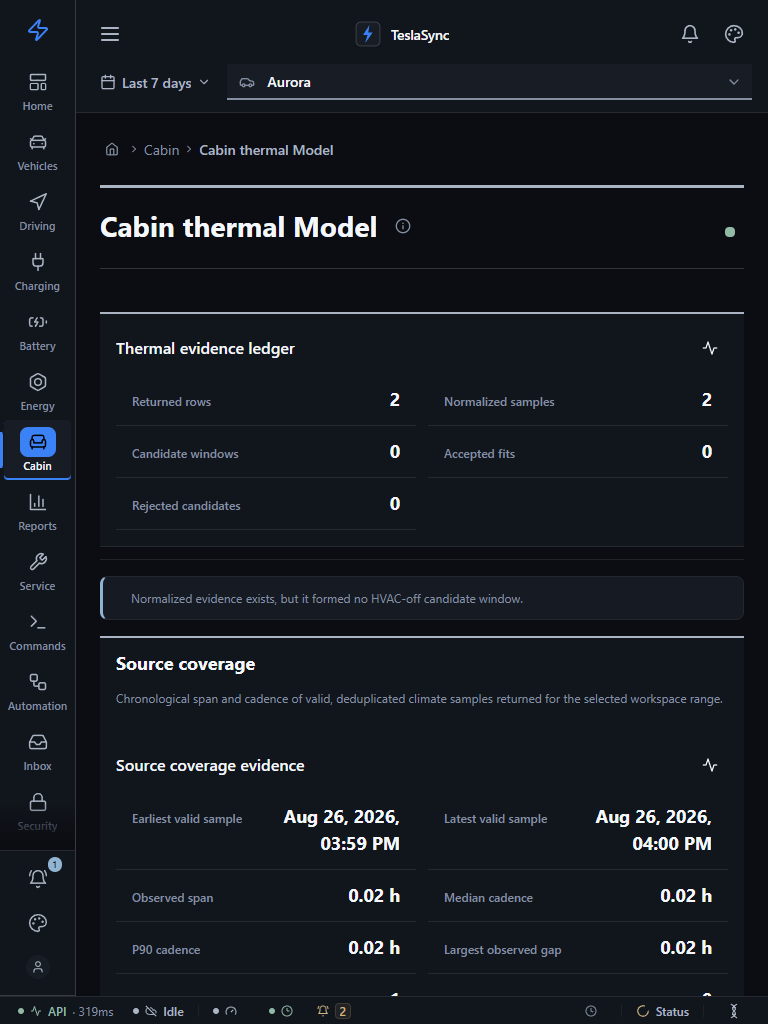 TeslaSync
Last 7 days
Aurora
Home
Vehicles
Driving
Charging
Battery
Energy
Cabin
Reports
Service
Commands
Automation
Inbox
Security
1
Cabin
Cabin thermal Model
Cabin thermal Model
Thermal evidence ledger
Returned rows 2
Normalized samples 2
Candidate windows 0
Accepted fits 0
Rejected candidates 0
Normalized evidence exists, but it formed no HVAC-off candidate window.
Source coverage
Chronological span and cadence of valid, deduplicated climate samples returned for the selected workspace range.
Source coverage evidence
Earliest valid sample Aug 26, 2026,
03:59 PM
Latest valid sample Aug 26, 2026,
04:00 PM
Observed span 0.02 h
Median cadence 0.02 h
P90 cadence 0.02 h
Largest observed gap 0.02 h
API · 319ms
Idle
2
Status